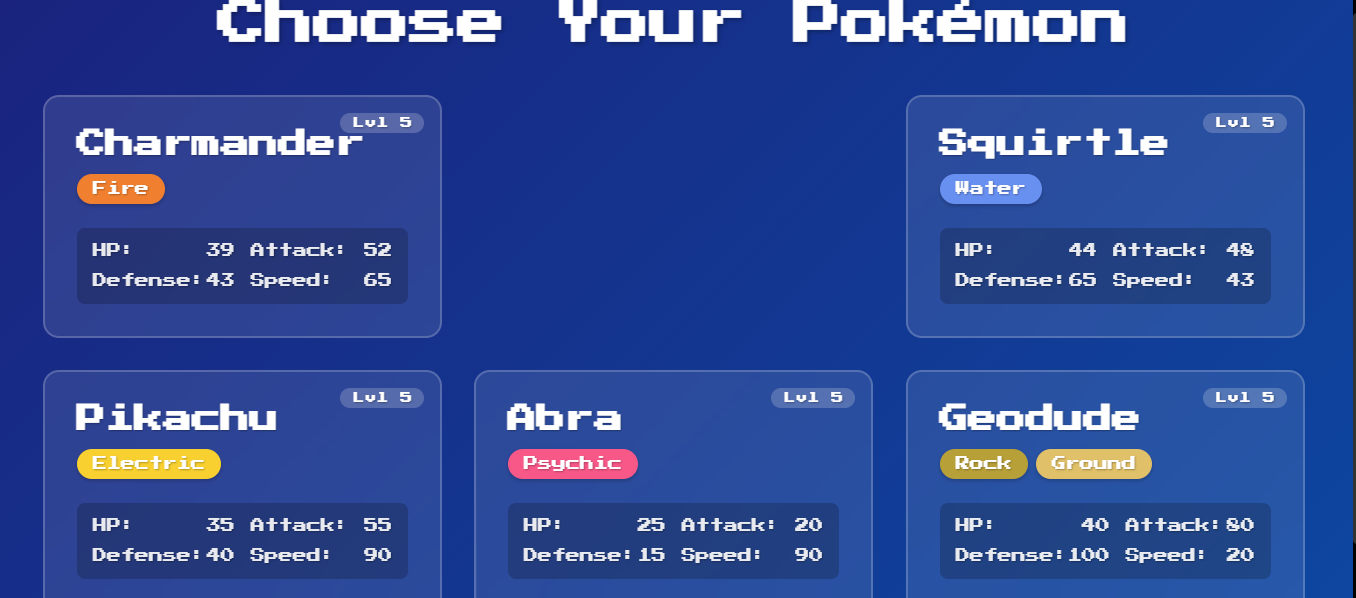 Choose Your Pokémon
Lvl 5
Charmander
Fire
HP: 39 Attack: 52
Defense: 43 Speed: 65
Lvl 5
Squirtle
Water
HP: 44 Attack: 48
Defense: 65 Speed: 43
Lvl 5
Pikachu
Electric
HP: 35 Attack: 55
Defense: 40 Speed: 90
Lvl 5
Abra
Psychic
HP: 25 Attack: 20
Defense: 15 Speed: 90
Lvl 5
Geodude
Rock Ground
HP: 40 Attack: 80
Defense: 100 Speed: 20